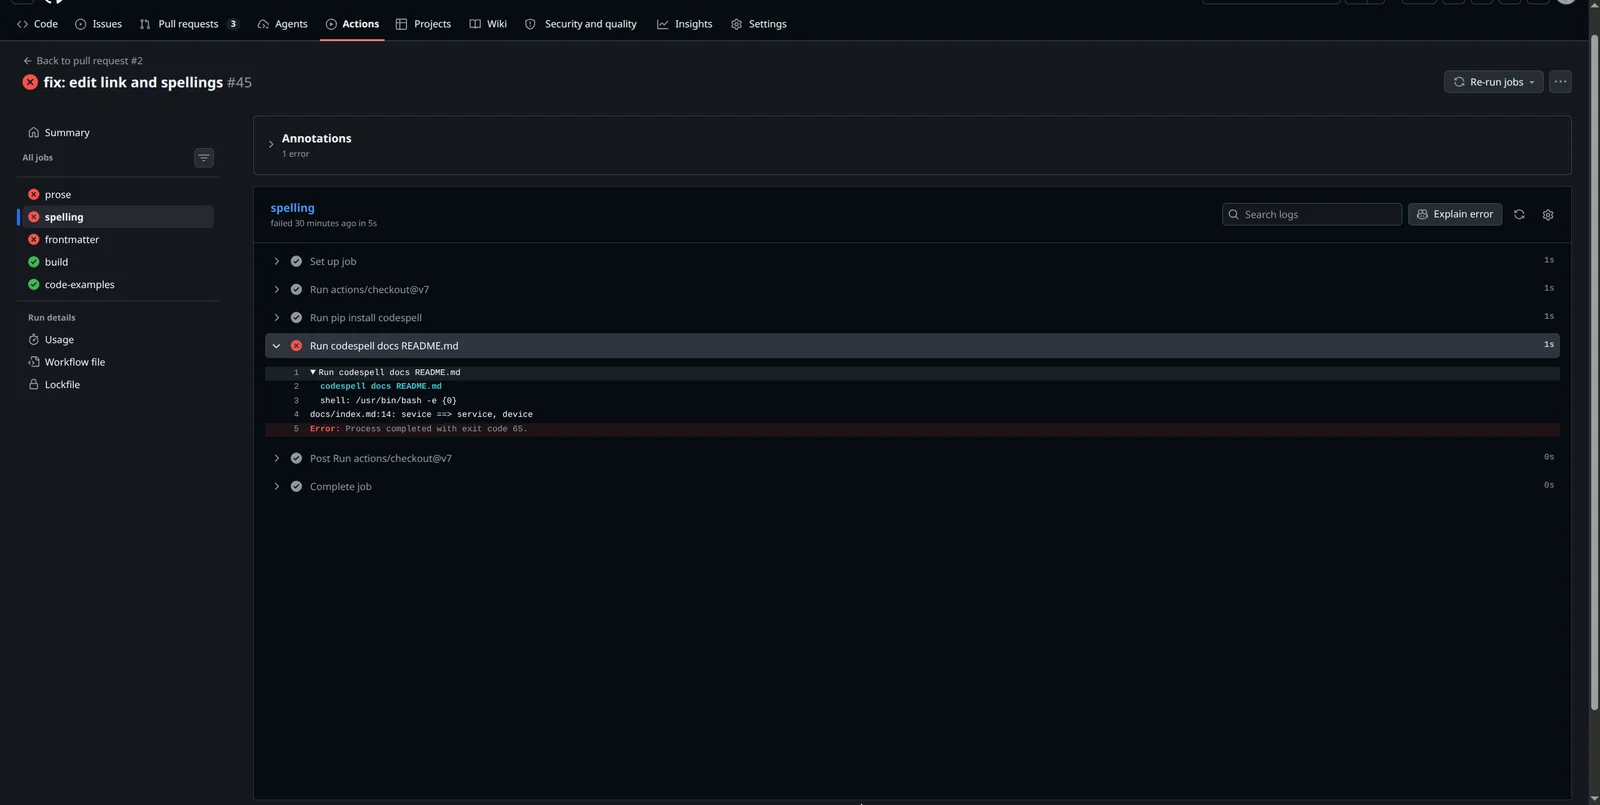 Code Issues Pull requests 3 Agents Actions Projects Wiki Security and quality Insights Settings
Back to pull request #2
fix: edit link and spellings #45
Re-run jobs
Summary
All jobs
prose
spelling
frontmatter
build
code-examples
Run details
Usage
Workflow file
Lockfile
Annotations
1 error
spelling
failed 30 minutes ago in 5s
Search logs
Explain error
Set up job 1s
Run actions/checkout@v7 1s
Run pip install codespell 1s
Run codespell docs README.md 1s
1 ▼ Run codespell docs README.md
2 codespell docs README.md
3 shell: /usr/bin/bash -e {0}
4 docs/index.md:14: sevice ==> service, device
5 Error: Process completed with exit code 65.
Post Run actions/checkout@v7 0s
Complete job 0s